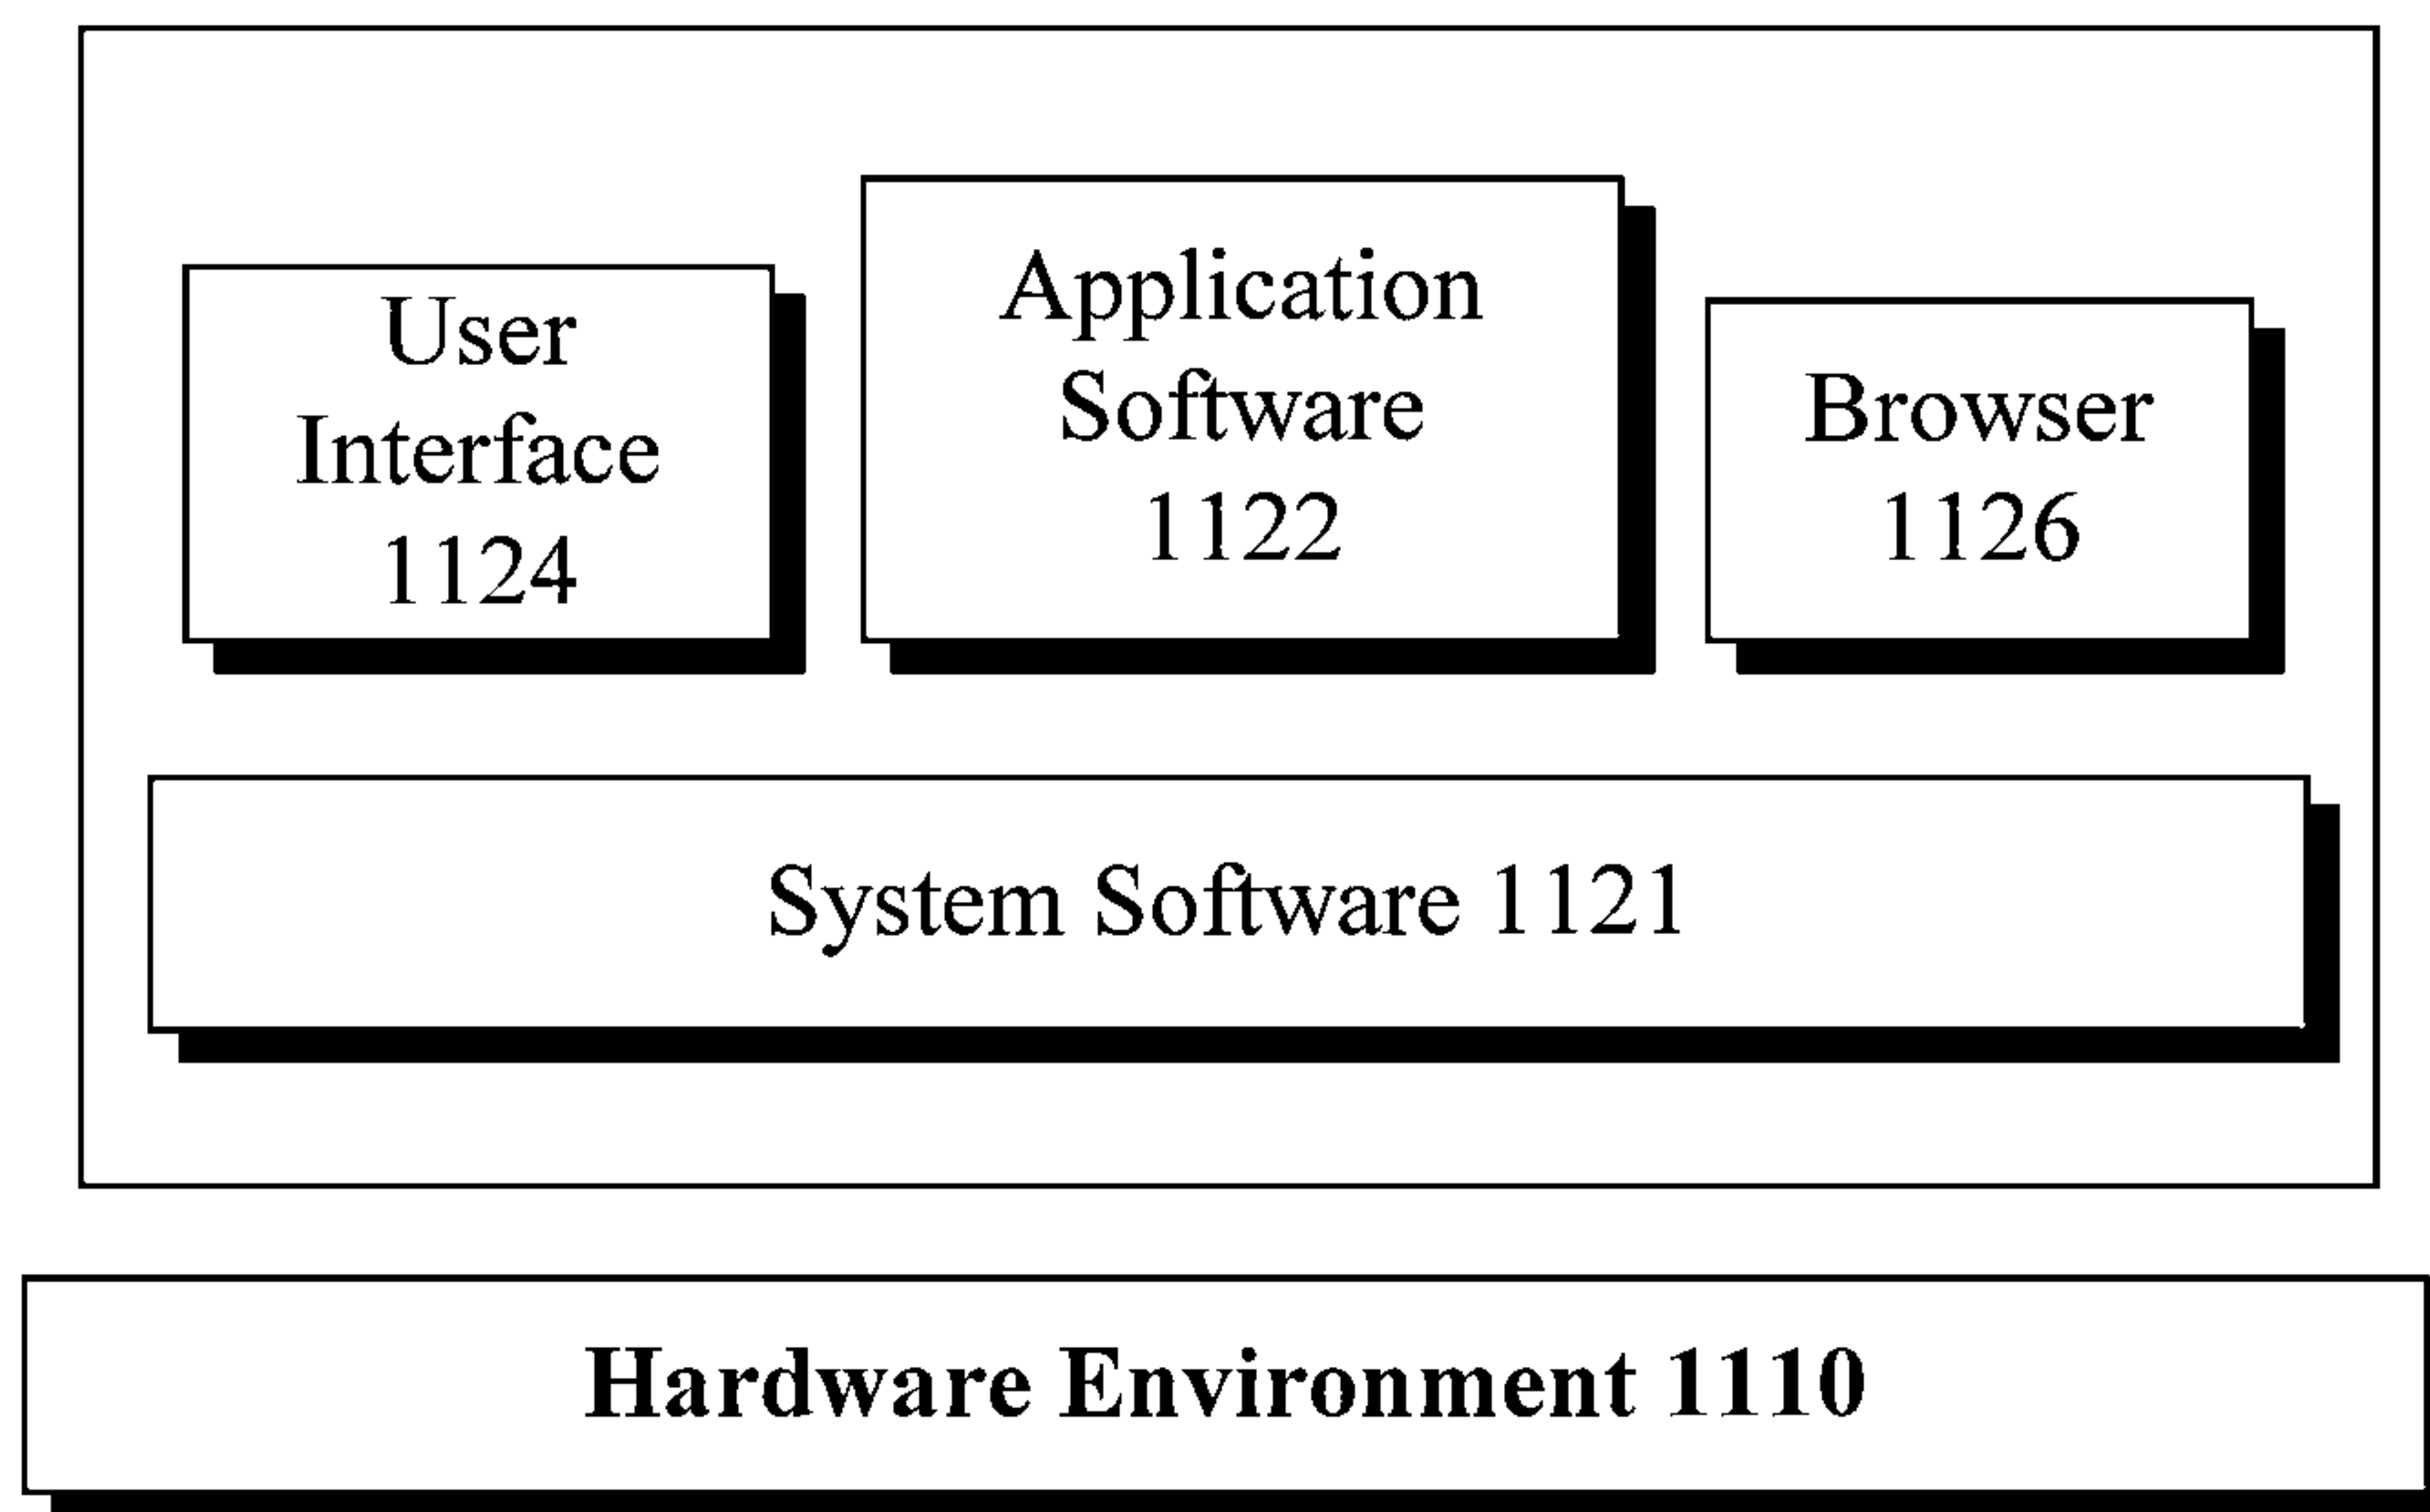 User
Interface
1124
Application
Software
1122
Browser
1126
System Software 1121
Hardware Environment 1110